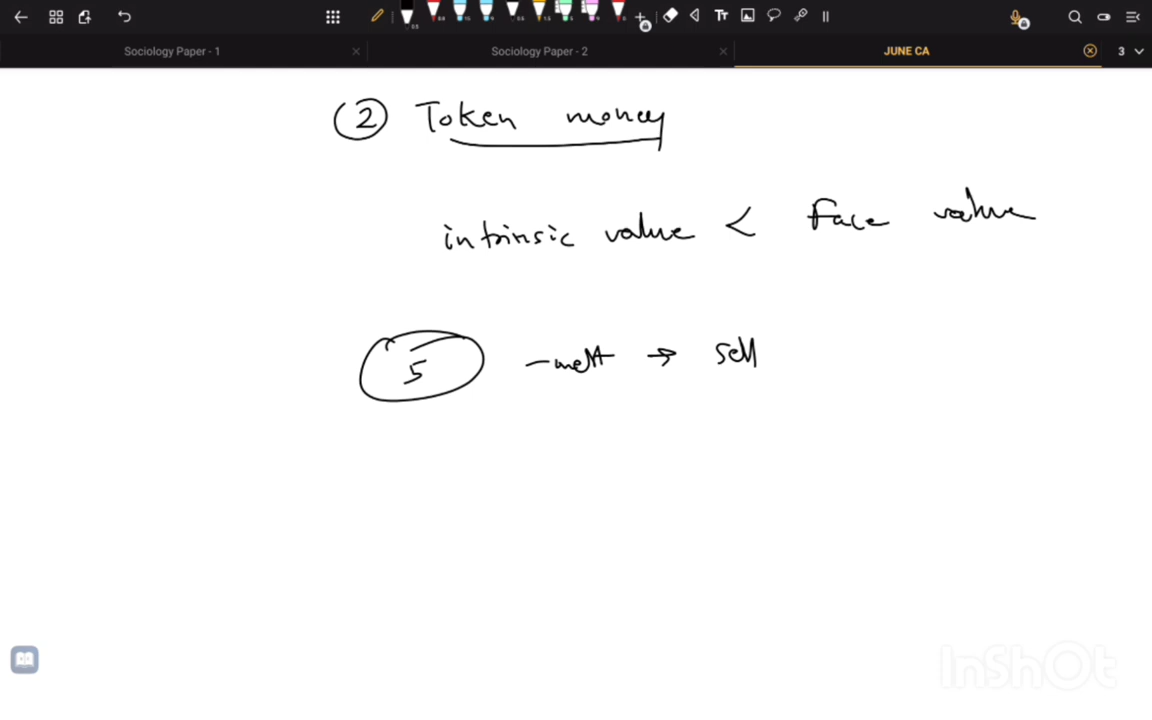 Sociology Paper - 1
Sociology Paper - 2
JUNE CA
3
② Token money
intrinsic value < Face value
5 - melt → sell
InShOt